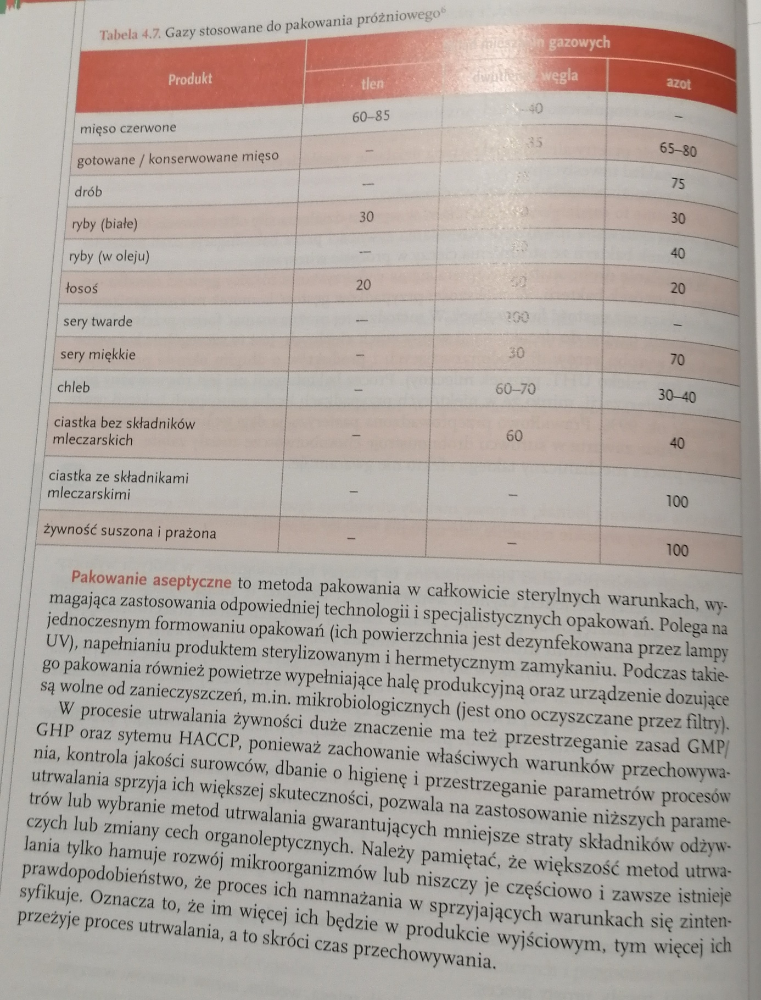 Tabela 4.7. Gazy stosowane do pakowania próżniowego⁶
Produkt
gazowych
tlen
węgla
azot
mięso czerwone 60–85 –
gotowane / konserwowane mięso – 65–80
drób — 75
ryby (białe) 30 30
ryby (w oleju) — 40
łosoś 20 20
sery twarde — 100 –
sery miękkie – 30 70
chleb – 60–70 30–40
ciastka bez składników
mleczarskich – 60 40
ciastka ze składnikami
mleczarskimi – – 100
żywność suszona i prażona – – 100
Pakowanie aseptyczne to metoda pakowania w całkowicie sterylnych warunkach, wy-
magająca zastosowania odpowiedniej technologii i specjalistycznych opakowań. Polega na
jednoczesnym formowaniu opakowań (ich powierzchnia jest dezynfekowana przez lampy
UV), napełnianiu produktem sterylizowanym i hermetycznym zamykaniu. Podczas takie-
go pakowania również powietrze wypełniające halę produkcyjną oraz urządzenie dozujące
są wolne od zanieczyszczeń, m.in. mikrobiologicznych (jest ono oczyszczane przez filtry).
W procesie utrwalania żywności duże znaczenie ma też przestrzeganie zasad GMP/
GHP oraz sytemu HACCP, ponieważ zachowanie właściwych warunków przechowywa-
nia, kontrola jakości surowców, dbanie o higienę i przestrzeganie parametrów procesów
utrwalania sprzyja ich większej skuteczności, pozwala na zastosowanie niższych parame-
trów lub wybranie metod utrwalania gwarantujących mniejsze straty składników odżyw-
czych lub zmiany cech organoleptycznych. Należy pamiętać, że większość metod utrwa-
lania tylko hamuje rozwój mikroorganizmów lub niszczy je częściowo i zawsze istnieje
prawdopodobieństwo, że proces ich namnażania w sprzyjających warunkach się zinten-
syfikuje. Oznacza to, że im więcej ich będzie w produkcie wyjściowym, tym więcej ich
przeżyje proces utrwalania, a to skróci czas przechowywania.